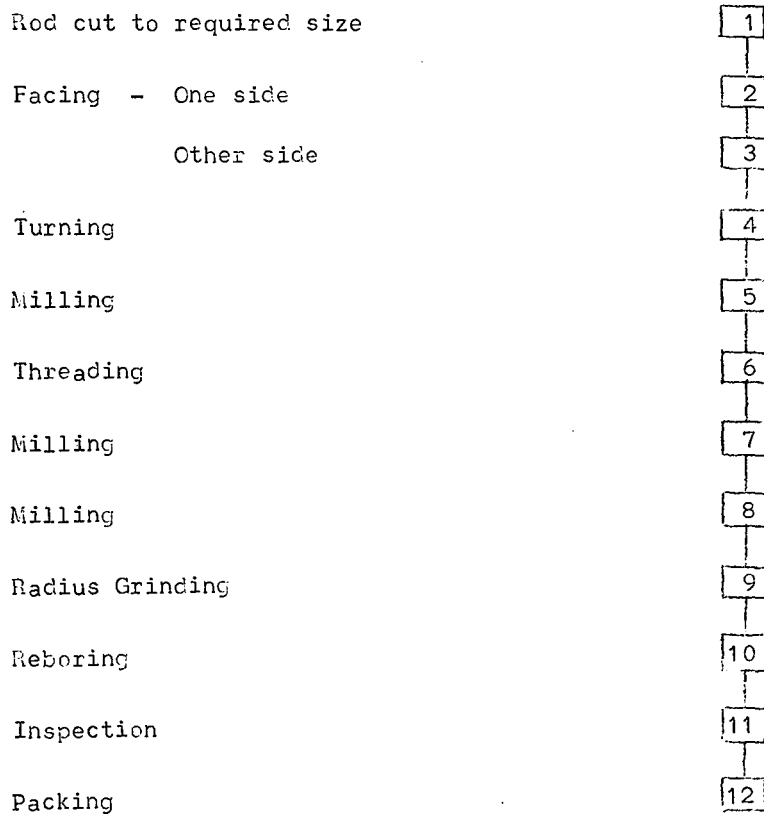 Rod cut to required size 1
Facing - One side 2
Other side 3
Turning 4
Milling 5
Threading 6
Milling 7
Milling 8
Radius Grinding 9
Reboring 10
Inspection 11
Packing 12